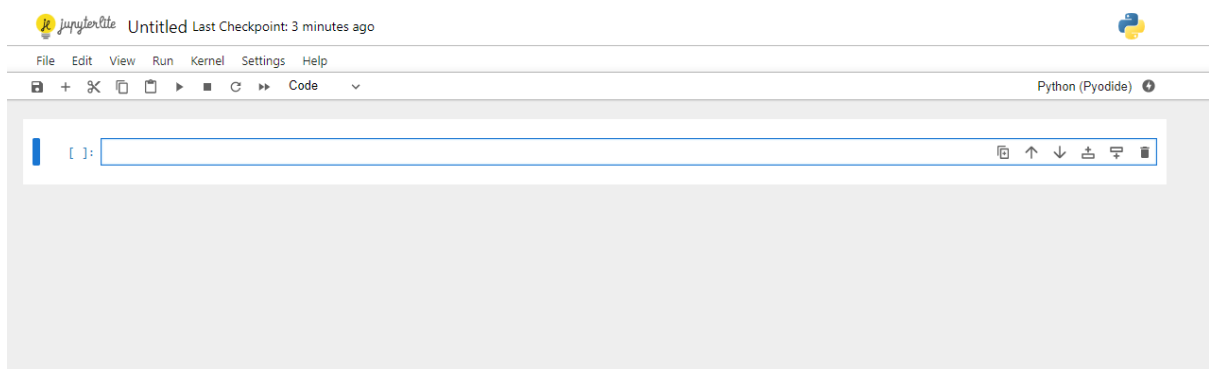 jupyterlite Untitled Last Checkpoint: 3 minutes ago
File Edit View Run Kernel Settings Help
Code Python (Pyodide)
[ ]: